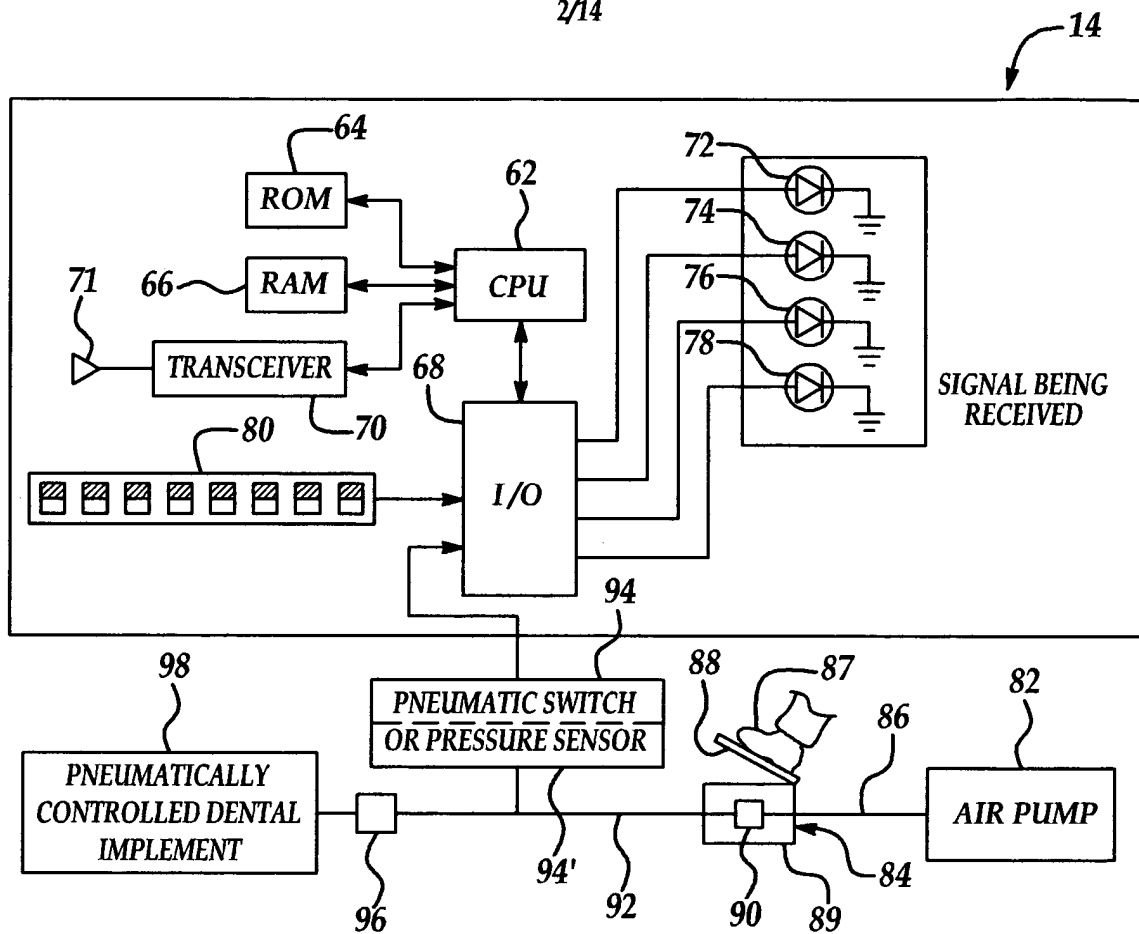 2/14
14
64
ROM
62
72
74
CPU
RAM
66
71
76
78
TRANSCEIVER
68
SIGNAL BEING
RECEIVED
70
80
I/O
94
98
88
87
82
PNEUMATIC SWITCH
OR PRESSURE SENSOR
86
PNEUMATICALLY
CONTROLLED DENTAL
IMPLEMENT
AIR PUMP
96
94'
92
90
89
84